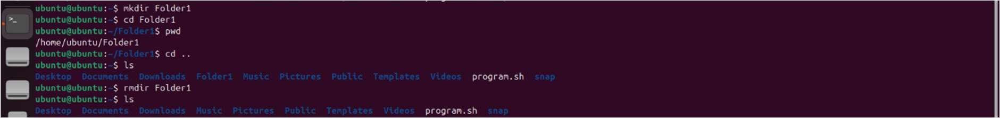 ubuntu@ubuntu:~$ mkdir Folder1
ubuntu@ubuntu:~$ cd Folder1
ubuntu@ubuntu:~/Folder1$ pwd
/home/ubuntu/Folder1
ubuntu@ubuntu:~/Folder1$ cd ..
ubuntu@ubuntu:~$ ls
Desktop  Documents  Downloads  Folder1  Music  Pictures  Public  Templates  Videos  program.sh  snap
ubuntu@ubuntu:~$ rmdir Folder1
ubuntu@ubuntu:~$ ls
Desktop  Documents  Downloads  Music  Pictures  Public  Templates  Videos  program.sh  snap